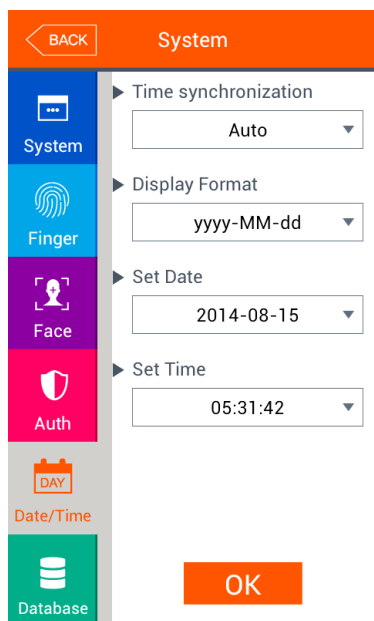 BACK
System
System
Finger
Face
Auth
DAY
Date/Time
Database
Time synchronization
Auto
Display Format
yyyy-MM-dd
Set Date
2014-08-15
Set Time
05:31:42
OK